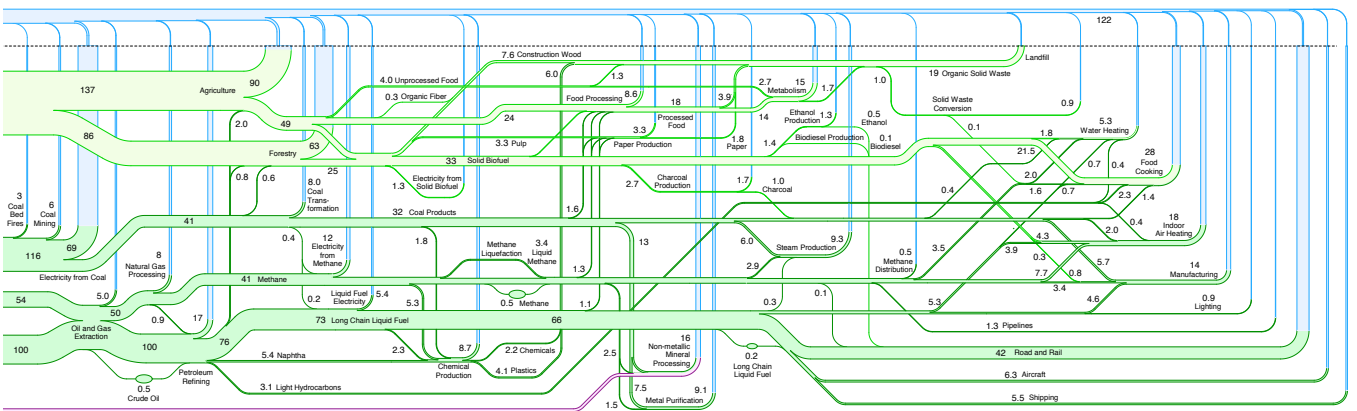 122
7.6 Construction Wood
Landfill
6.0
1.3
19 Organic Solid Waste
4.0 Unprocessed Food
2.7
15
Metabolism
1.0
137
90
Agriculture
0.3 Organic Fiber
Food Processing
8.6
18
Processed
Food
3.9
1.7
Solid Waste
Conversion
0.9
2.0
49
24
14
Ethanol
Production
1.3
0.5
Ethanol
0.1
5.3
Water Heating
86
63
Forestry
3.3 Pulp
3.3
Paper Production
1.8
Paper
1.4
Biodiesel Production
0.1
Biodiesel
1.8
21.5
28
Food
Cooking
33 Solid Biofuel
25
0.8
0.6
8.0
Coal
Trans-
formation
1.3
Electricity from
Solid Biofuel
2.7
Charcoal
Production
1.7
1.0
Charcoal
0.4
2.0
1.6
0.7
0.7
0.4
2.3
1.4
3
Coal
Bed
Fires
6
Coal
Mining
41
32 Coal Products
1.6
0.4
18
Indoor
Air Heating
2.0
69
116
Electricity from Coal
8
Natural Gas
Processing
0.4
12
Electricity
from
Methane
1.8
Methane
Liquefaction
3.4
Liquid
Methane
13
6.0
Steam Production
9.3
0.5
Methane
Distribution
3.5
4.3
3.9
0.3
5.7
14
Manufacturing
41 Methane
1.3
2.9
7.7
0.8
3.4
54
5.0
50
0.9
17
0.2
Liquid Fuel
Electricity
5.4
5.3
0.5 Methane
1.1
0.3
0.1
5.3
4.6
0.9
Lighting
Oil and Gas
Extraction
100
100
76
73 Long Chain Liquid Fuel
66
1.3 Pipelines
2.3
8.7
2.2 Chemicals
2.5
16
Non-metallic
Mineral
Processing
0.2
Long Chain
Liquid Fuel
42 Road and Rail
Petroleum
Refining
5.4 Naphtha
Chemical
Production
4.1 Plastics
0.5
Crude Oil
3.1 Light Hydrocarbons
7.5
9.1
Metal Purification
1.5
6.3 Aircraft
5.5 Shipping